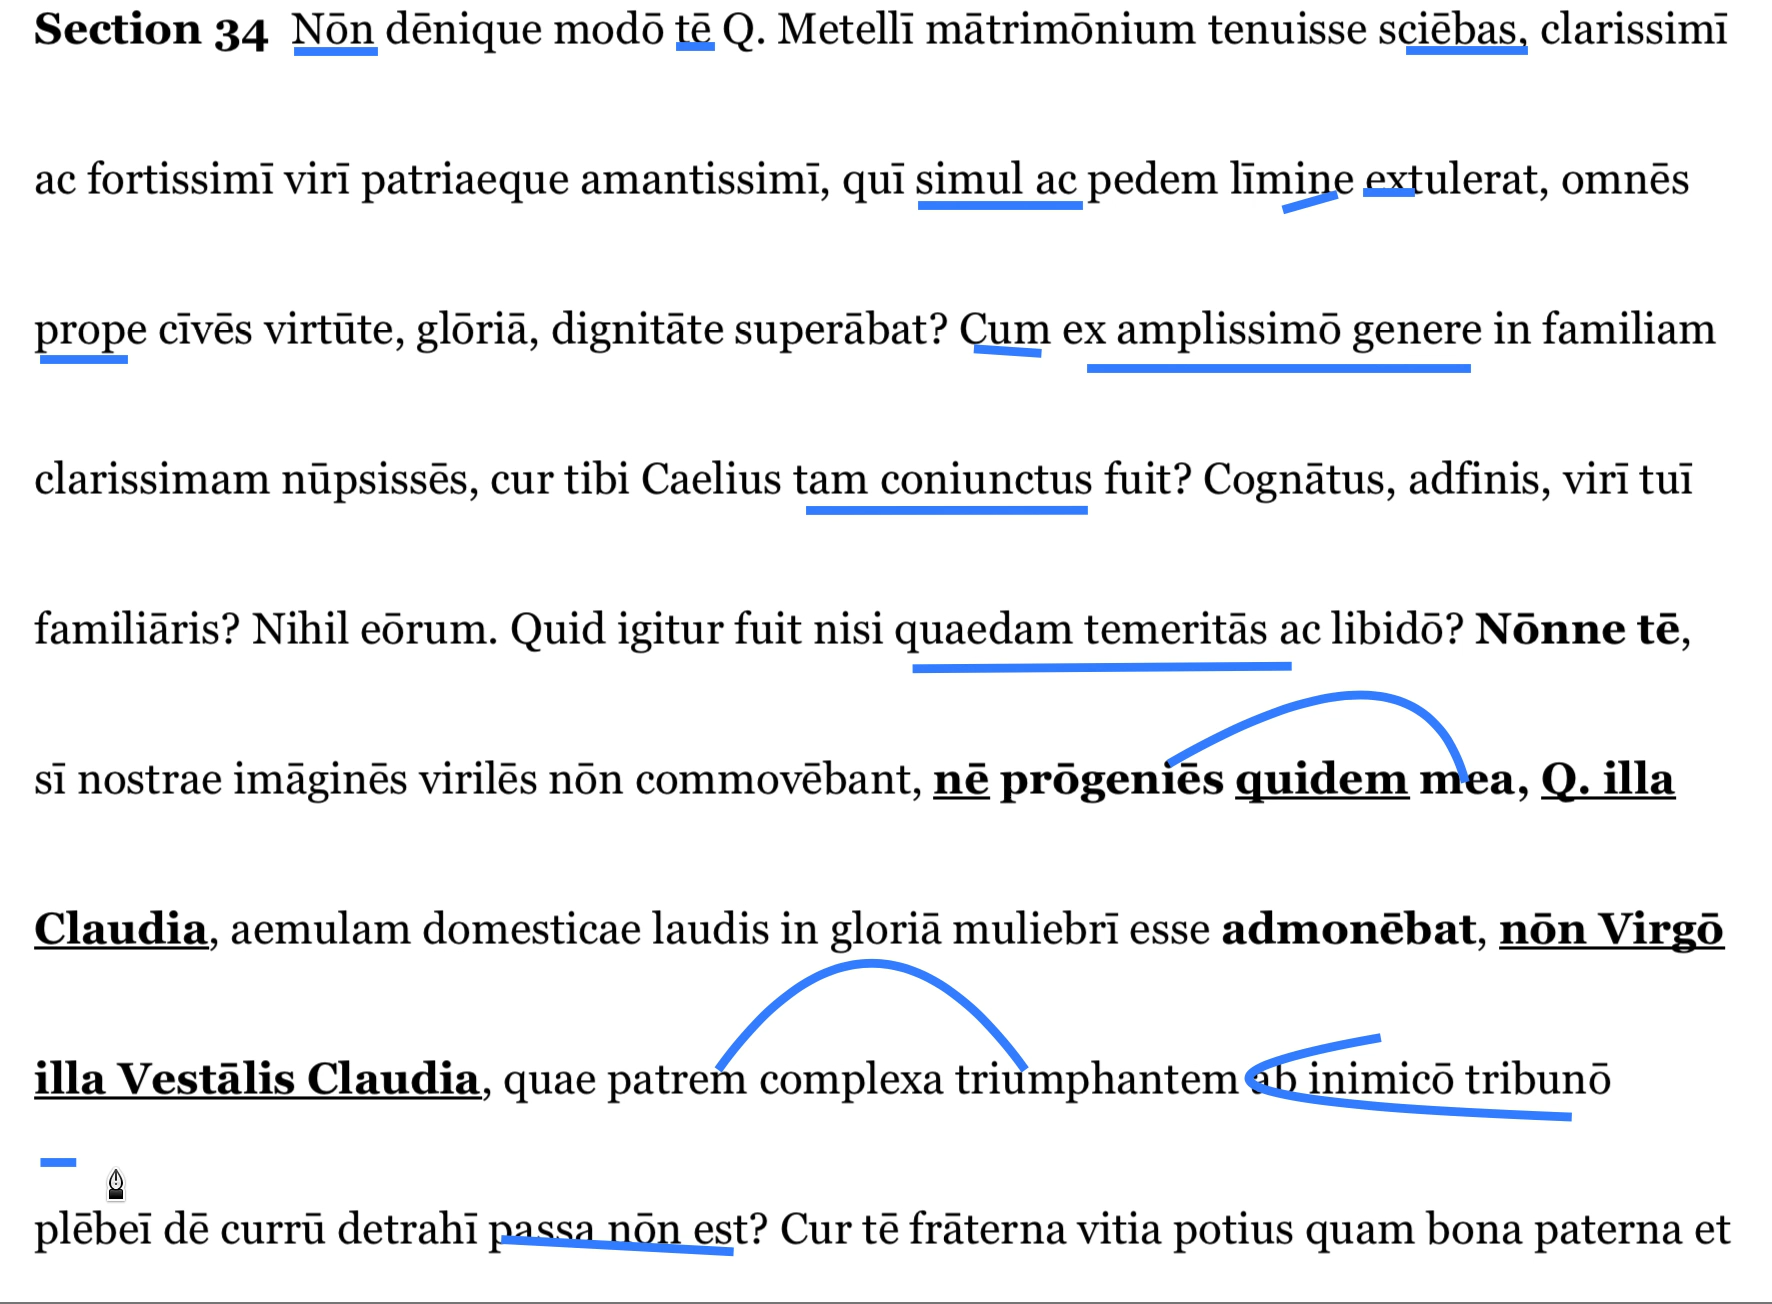 Section 34 Nōn dēnique modō tē Q. Metellī mātrimōnium tenuisse sciēbas, clarissimī
ac fortissimī virī patriaeque amantissimī, quī simul ac pedem līmine extulerat, omnēs
prope cīvēs virtūte, glōriā, dignitāte superābat? Cum ex amplissimō genere in familiam
clarissimam nūpsissēs, cur tibi Caelius tam coniunctus fuit? Cognātus, adfinis, virī tuī
familiāris? Nihil eōrum. Quid igitur fuit nisi quaedam temeritās ac libidō? Nōnne tē,
sī nostrae imāginēs virilēs nōn commovēbant, nē prōgeniēs quidem mea, Q. illa
Claudia, aemulam domesticae laudis in gloriā muliebrī esse admonēbat, nōn Virgō
illa Vestālis Claudia, quae patrem complexa triumphantem ab inimicō tribunō
plēbeī dē currū detrahī passa nōn est? Cur tē frāterna vitia potius quam bona paterna et